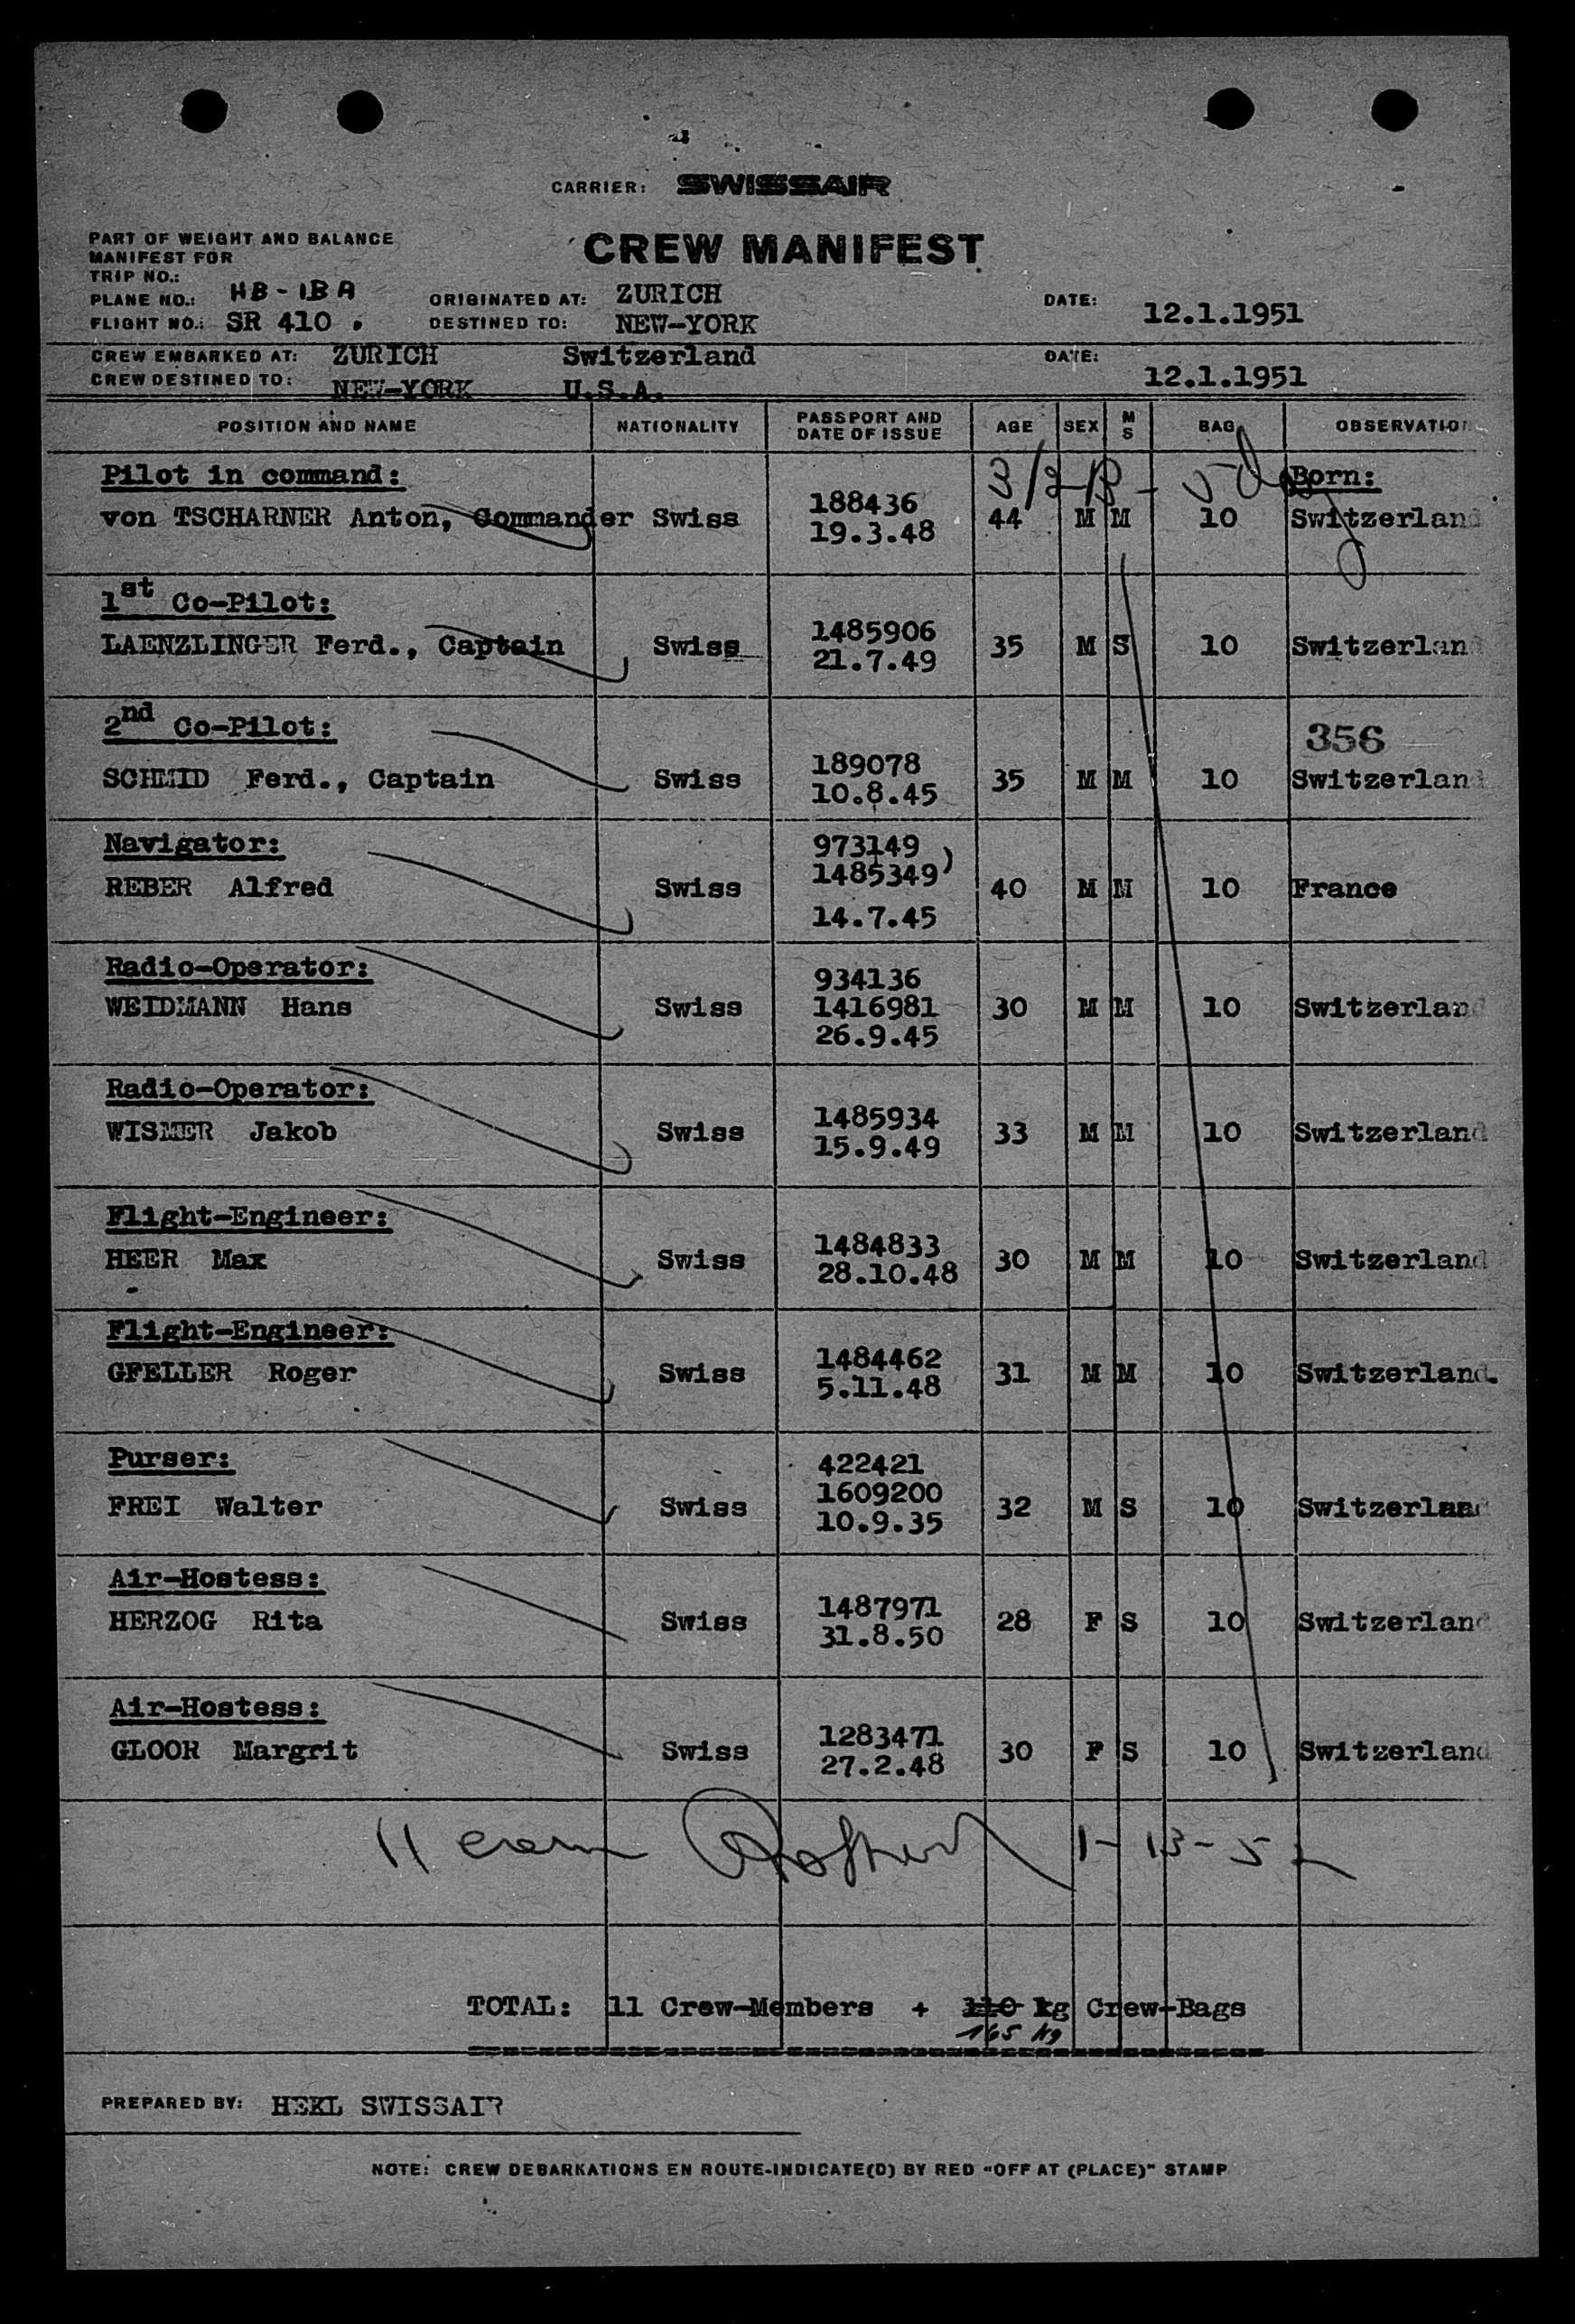 CARRIER: SWISSAIR
CREW MANIFEST
PART OF WEIGHT AND BALANCE
MANIFEST FOR
TRIP NO.:
PLANE NO.: HB-IBA
FLIGHT NO.: SR 410 .
ORIGINATED AT: ZURICH
DESTINED TO: NEW-YORK
DATE: 12.1.1951
CREW EMBARKED AT: ZURICH Switzerland
CREW DESTINED TO: NEW-YORK U.S.A.
DATE: 12.1.1951
POSITION AND NAME NATIONALITY PASSPORT AND DATE OF ISSUE AGE SEX M S BAG OBSERVATIO
Pilot in command: Born:
von TSCHARNER Anton, Commander Swiss 188436 19.3.48 44 M M 10 Switzerland
1st Co-Pilot:
LAENZLINGER Ferd., Captain Swiss 1485906 21.7.49 35 M S 10 Switzerlan
2nd Co-Pilot: 356
SCHMID Ferd., Captain Swiss 189078 10.8.45 35 M M 10 Switzerland
Navigator:
REBER Alfred Swiss 973149 1485349) 14.7.45 40 M M 10 France
Radio-Operator:
WEIDMANN Hans Swiss 934136 1416981 26.9.45 30 M M 10 Switzerland
Radio-Operator:
WISMER Jakob Swiss 1485934 15.9.49 33 M M 10 Switzerland
Flight-Engineer:
HEER Max Swiss 1484833 28.10.48 30 M M 10 Switzerland
Flight-Engineer:
GFELLER Roger Swiss 1484462 5.11.48 31 M M 10 Switzerland.
Purser:
FREI Walter Swiss 422421 1609200 10.9.35 32 M S 10 Switzerland
Air-Hostess:
HERZOG Rita Swiss 1487971 31.8.50 28 F S 10 Switzerland
Air-Hostess:
GLOOR Margrit Swiss 1283471 27.2.48 30 F S 10 Switzerland
11 crew 1-13-5
TOTAL: 11 Crew-Members + 110 kg Crew-Bags
165 kg
PREPARED BY: HEKL SWISSAIR
NOTE: CREW DEBARKATIONS EN ROUTE-INDICATE(D) BY RED "OFF AT (PLACE)" STAMP